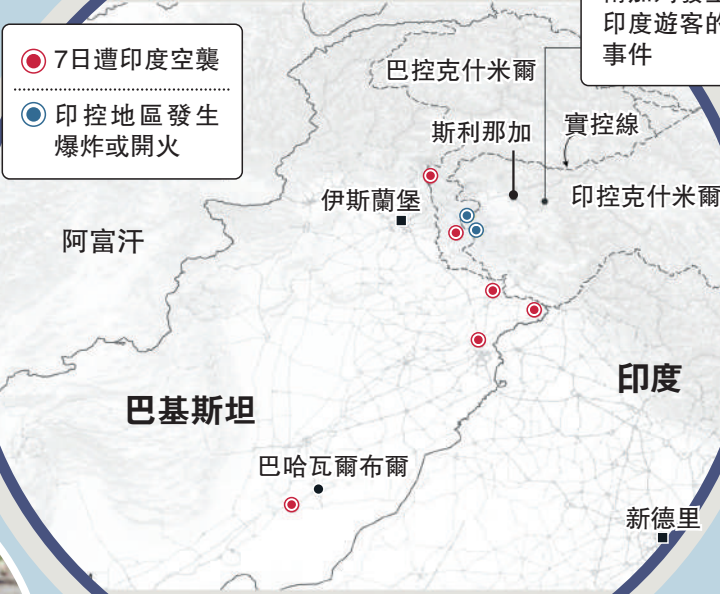 7日遭印度空襲
印控地區發生
爆炸或開火
印度遊客的
事件
巴控克什米爾
斯利那加
實控線
伊斯蘭堡
印控克什米爾
阿富汗
印度
巴基斯坦
巴哈瓦爾布爾
新德里